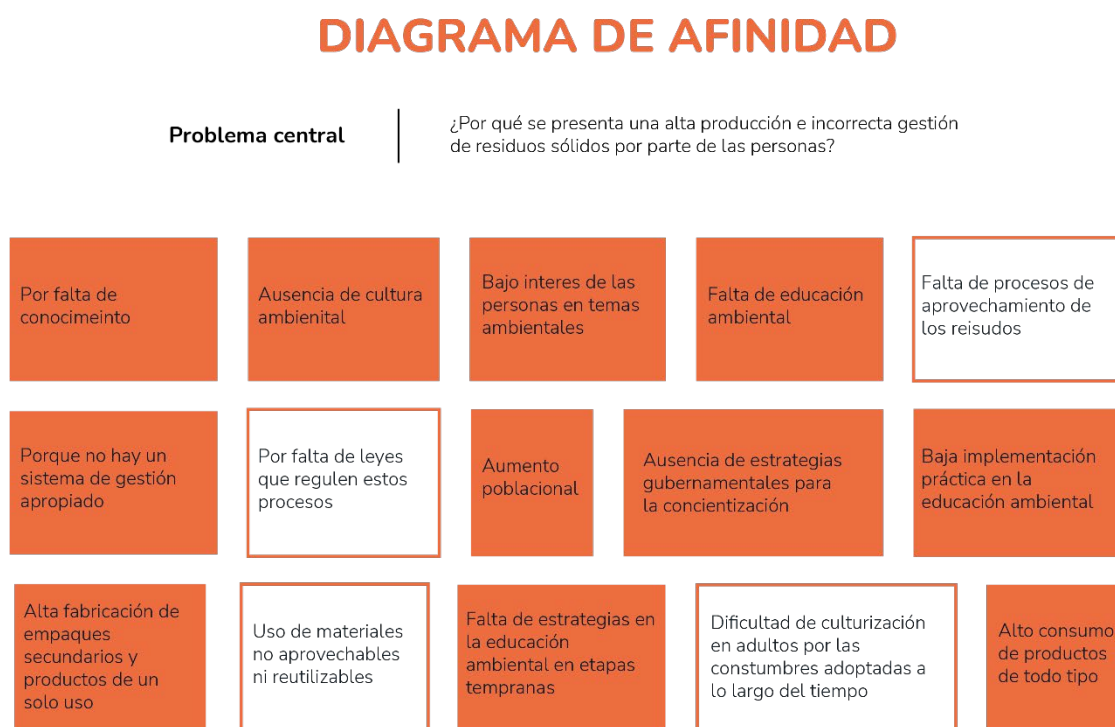 DIAGRAMA DE AFINIDAD
Problema central
¿Por qué se presenta una alta producción e incorrecta gestión
de residuos sólidos por parte de las personas?
Por falta de
conocimeinto
Ausencia de cultura
ambienital
Bajo interes de las
personas en temas
ambientales
Falta de educación
ambiental
Falta de procesos de
aprovechamiento de
los reisudos
Porque no hay un
sistema de gestión
apropiado
Por falta de leyes
que regulen estos
procesos
Aumento
poblacional
Ausencia de estrategias
gubernamentales para
la concientización
Baja implementación
práctica en la
educación ambiental
Alta fabricación de
empaques
secundarios y
productos de un
solo uso
Uso de materiales
no aprovechables
ni reutilizables
Falta de estrategias en
la educación
ambiental en etapas
tempranas
Dificultad de culturización
en adultos por las
constumbres adoptadas a
lo largo del tiempo
Alto consumo
de productos
de todo tipo